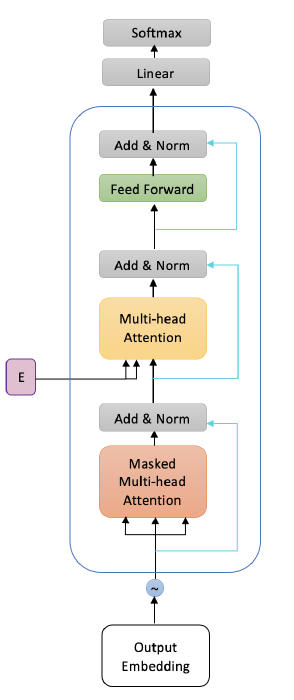 Softmax
Linear
Add & Norm
Feed Forward
Add & Norm
Multi-head
Attention
E
Add & Norm
Masked
Multi-head
Attention
~
Output
Embedding